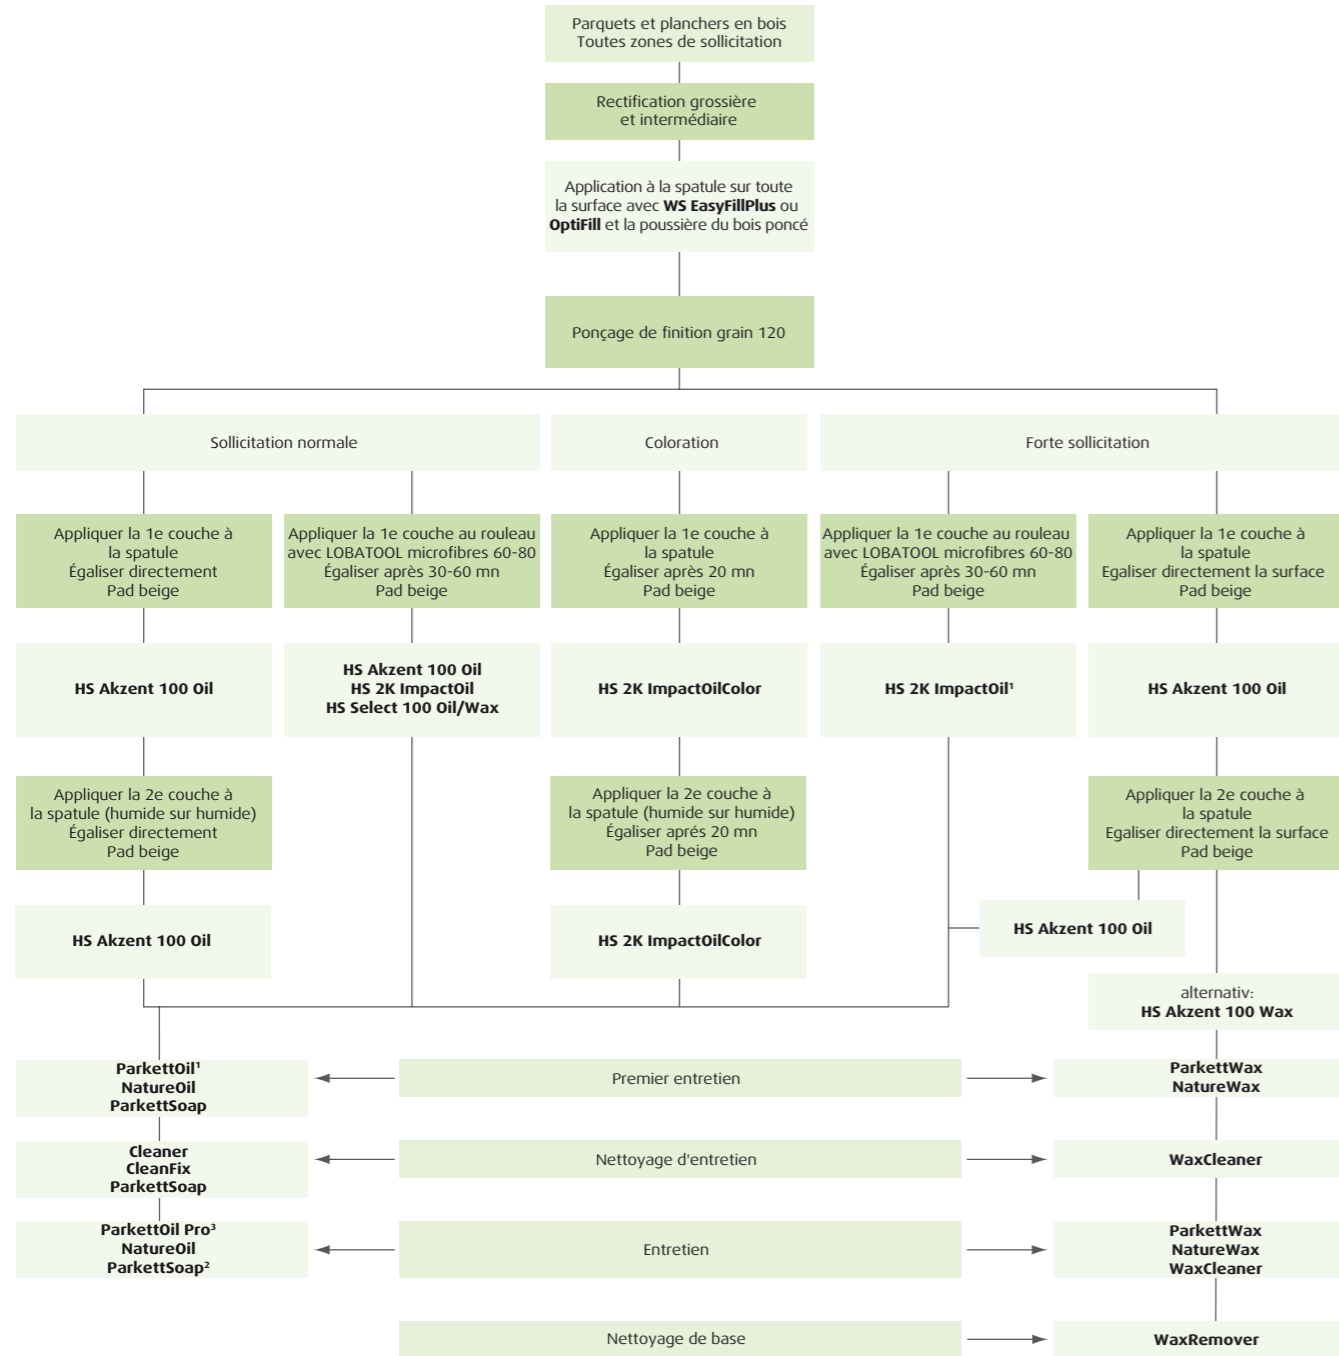 Parquets et planchers en bois
Toutes zones de sollicitation
Rectification grossière
et intermédiaire
Application à la spatule sur toute
la surface avec WS EasyFillPlus ou
OptiFill et la poussière du bois poncé
Ponçage de finition grain 120
Sollicitation normale
Coloration
Forte sollicitation
Appliquer la 1e couche à
la spatule
Égaliser directement
Pad beige
Appliquer la 1e couche au rouleau
avec LOBATOOL microfibres 60-80
Égaliser après 30-60 mn
Pad beige
Appliquer la 1e couche à
la spatule
Égaliser après 20 mn
Pad beige
Appliquer la 1e couche au rouleau
avec LOBATOOL microfibres 60-80
Égaliser après 30-60 mn
Pad beige
Appliquer la 1e couche à
la spatule
Egaliser directement la surface
Pad beige
HS Akzent 100 Oil
HS Akzent 100 Oil
HS 2K ImpactOil
HS Select 100 Oil/Wax
HS 2K ImpactOilColor
HS 2K ImpactOil¹
HS Akzent 100 Oil
Appliquer la 2e couche à
la spatule (humide sur humide)
Égaliser directement
Pad beige
Appliquer la 2e couche à
la spatule (humide sur humide)
Égaliser aprés 20 mn
Pad beige
Appliquer la 2e couche à
la spatule
Egaliser directement la surface
Pad beige
HS Akzent 100 Oil
HS 2K ImpactOilColor
HS Akzent 100 Oil
alternativ:
HS Akzent 100 Wax
ParkettOil¹
NatureOil
ParkettSoap
Premier entretien
ParkettWax
NatureWax
Cleaner
CleanFix
ParkettSoap
Nettoyage d'entretien
WaxCleaner
ParkettOil Pro³
NatureOil
ParkettSoap²
Entretien
ParkettWax
NatureWax
WaxCleaner
Nettoyage de base
WaxRemover